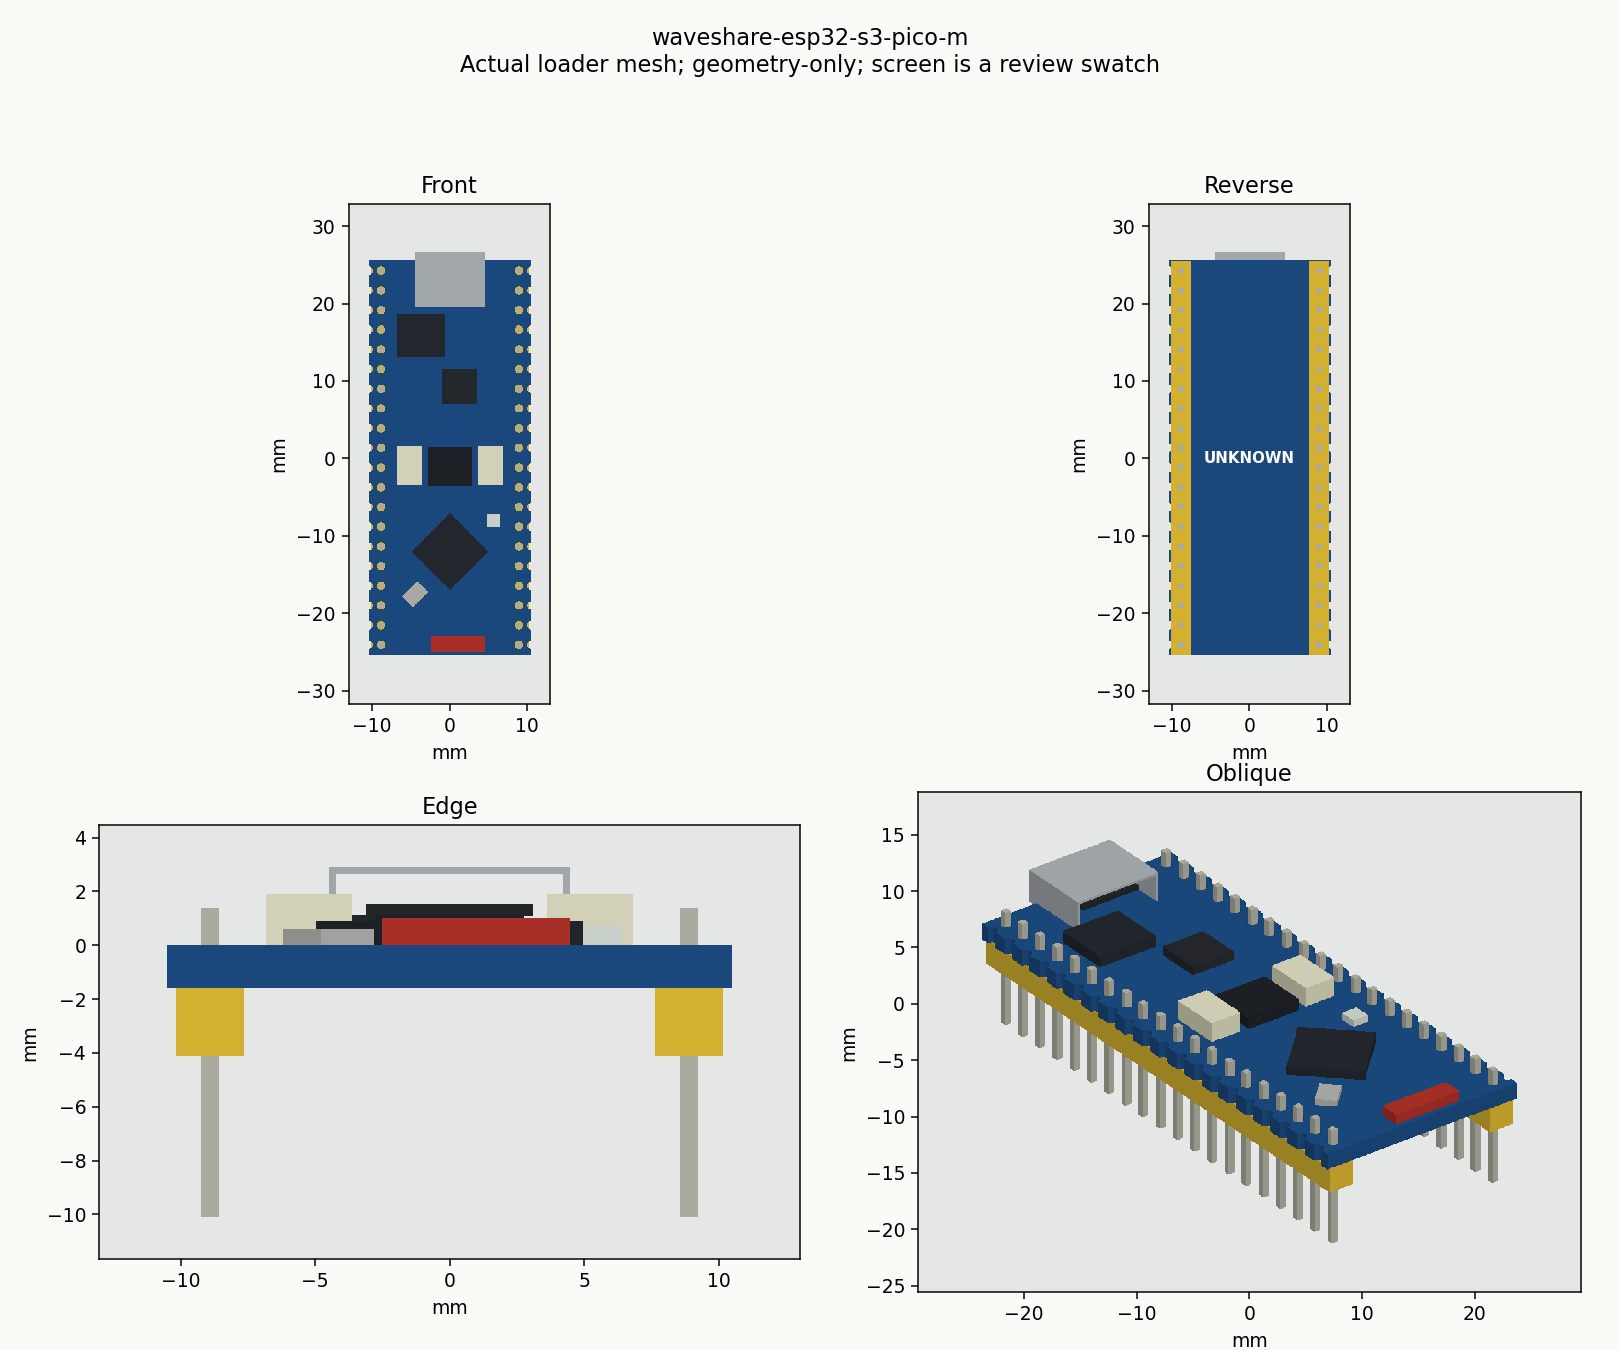 waveshare-esp32-s3-pico-m
Actual loader mesh; geometry-only; screen is a review swatch
Front
30
20
10
0
−10
−20
−30
mm
−10 0 10
mm
Reverse
30
20
10
0
−10
−20
−30
mm
UNKNOWN
−10 0 10
mm
Edge
4
2
0
−2
−4
−6
−8
−10
mm
−10 −5 0 5 10
mm
Oblique
15
10
5
0
−5
−10
−15
−20
−25
mm
−20 −10 0 10 20
mm